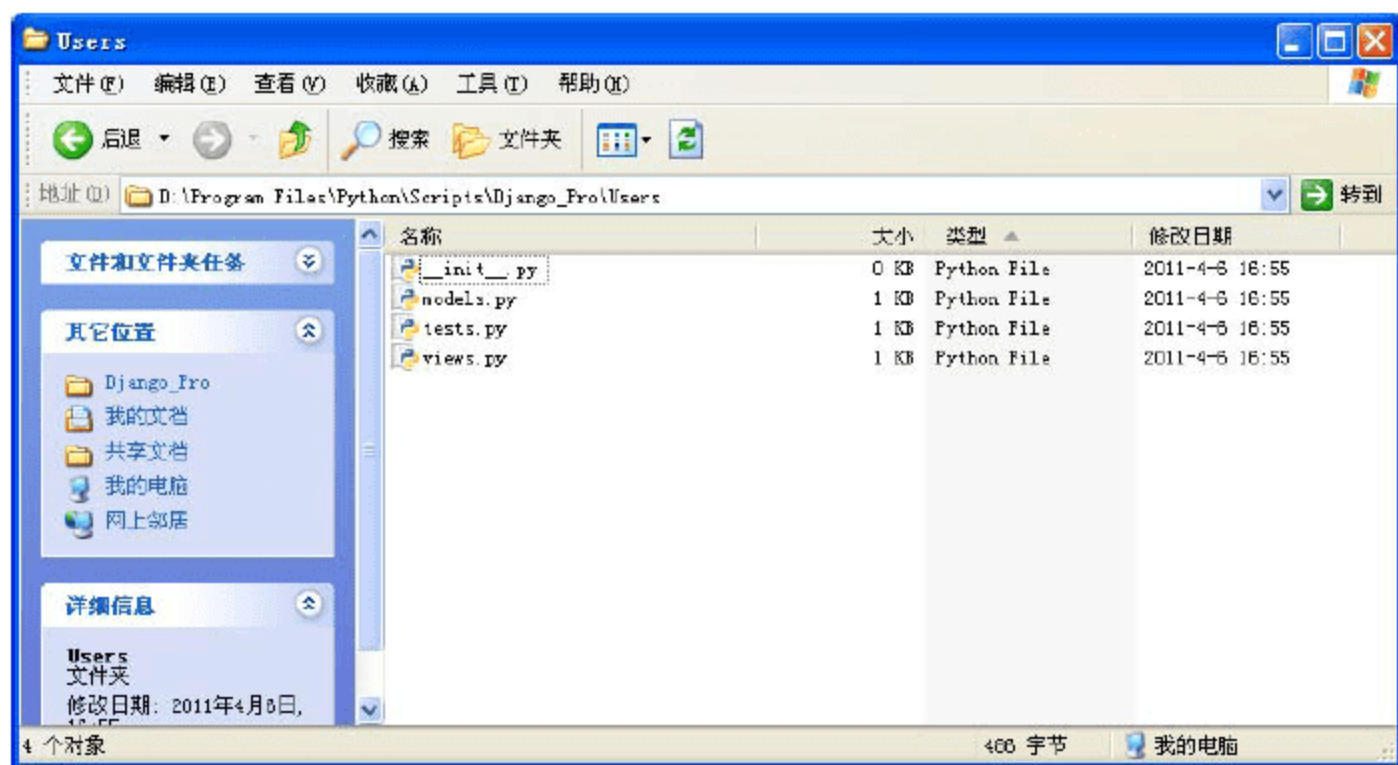 Users
文件(F) 编辑(E) 查看(V) 收藏(A) 工具(T) 帮助(H)
后退 搜索 文件夹
地址(D) D:\Program Files\Python\Scripts\Django_Pro\Users 转到
名称 大小 类型 修改日期
__init__.py 0 KB Python File 2011-4-6 16:55
models.py 1 KB Python File 2011-4-6 16:55
tests.py 1 KB Python File 2011-4-6 16:55
views.py 1 KB Python File 2011-4-6 16:55
文件和文件夹任务
其它位置
Django_Pro
我的文档
共享文档
我的电脑
网上邻居
详细信息
Users
文件夹
修改日期: 2011年4月6日,
4 个对象 字节 我的电脑